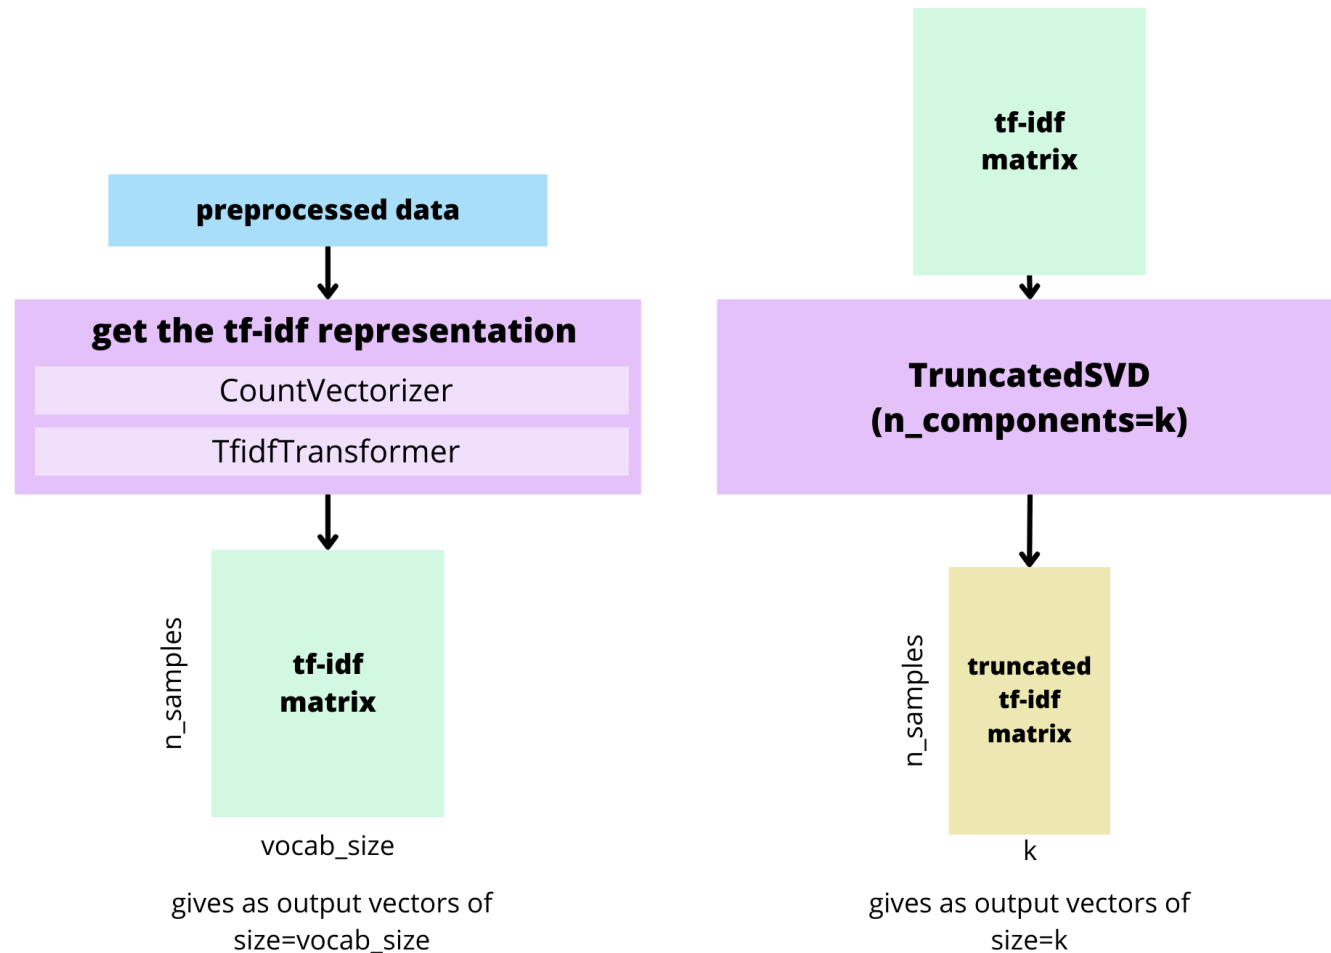 preprocessed data
get the tf-idf representation
CountVectorizer
TfidfTransformer
n_samples
tf-idf
matrix
vocab_size
gives as output vectors of
size=vocab_size
tf-idf
matrix
TruncatedSVD
(n_components=k)
n_samples
truncated
tf-idf
matrix
k
gives as output vectors of
size=k